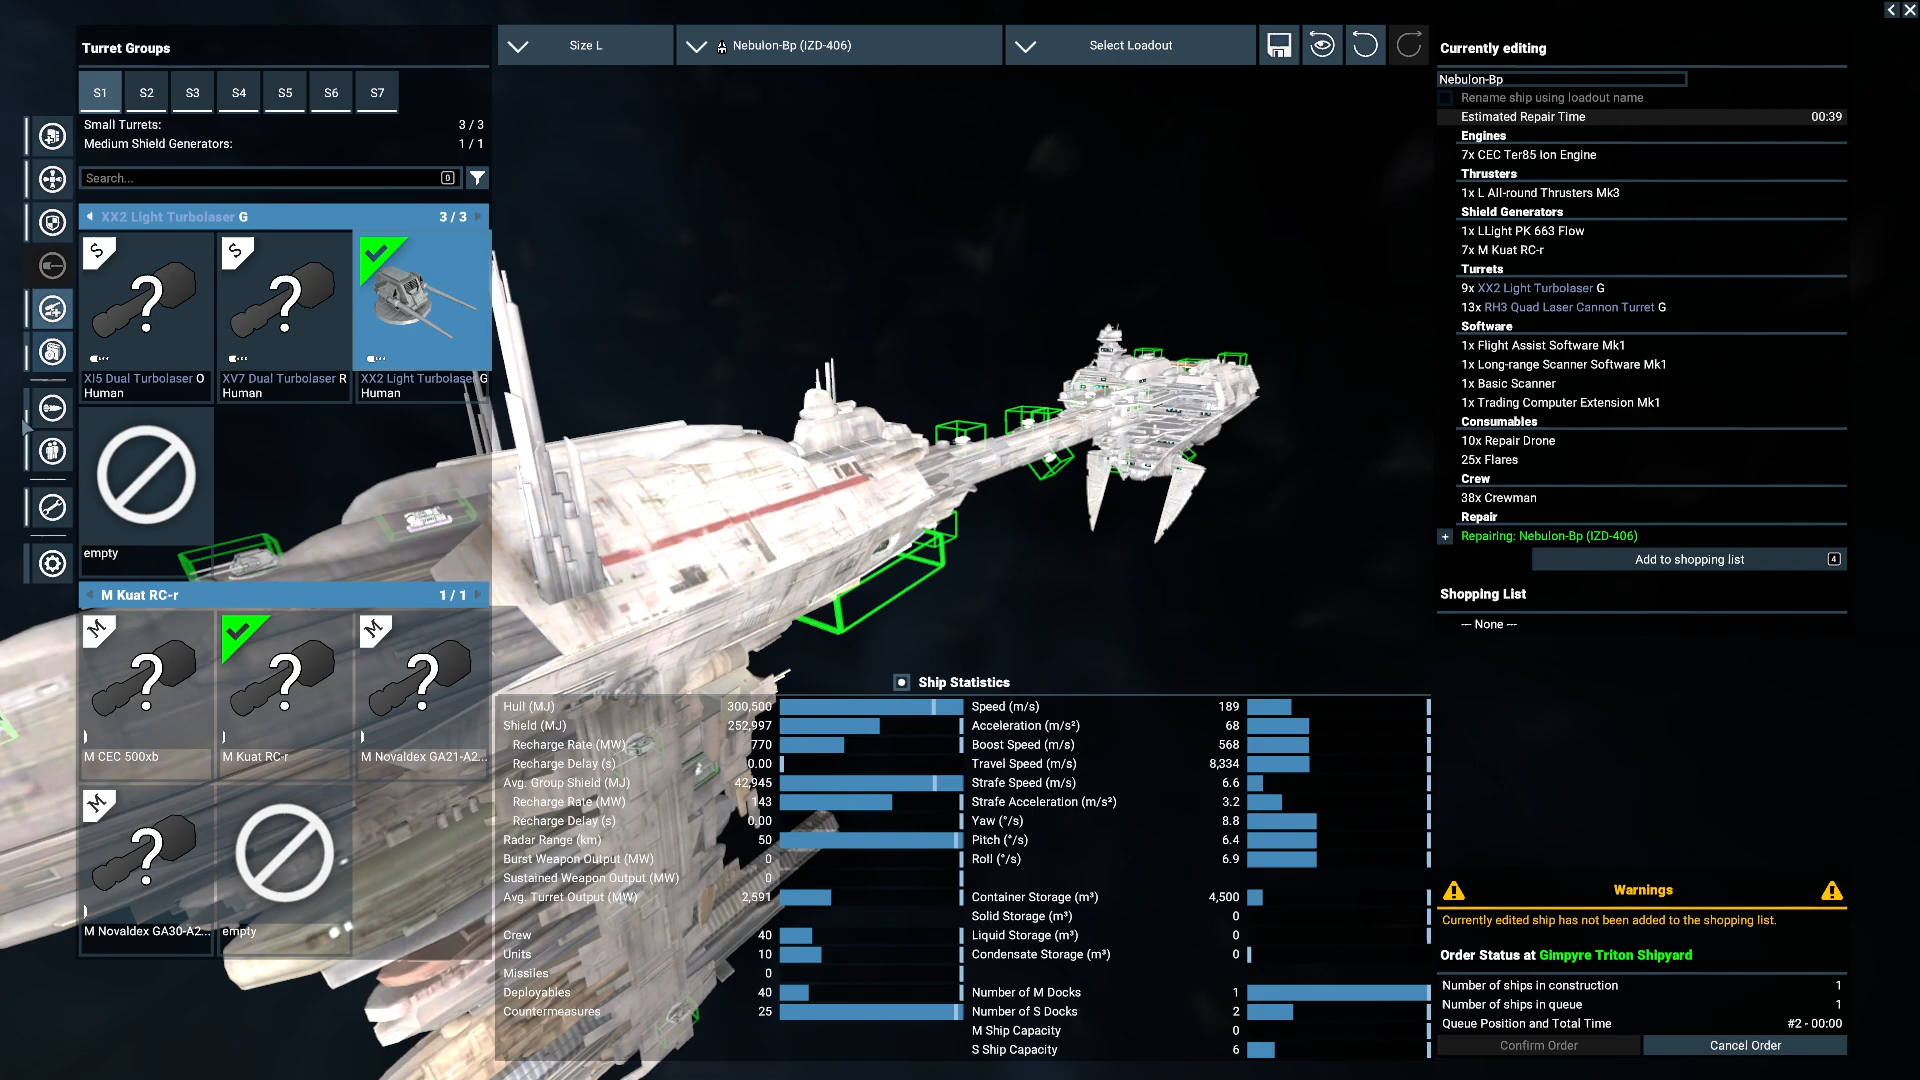 Turret Groups
S1 S2 S3 S4 S5 S6 S7
Small Turrets: 3 / 3
Medium Shield Generators: 1 / 1
Search...
XX2 Light Turbolaser G 3 / 3
XI5 Dual Turbolaser O
Human
XV7 Dual Turbolaser R
Human
XX2 Light Turbolaser G
Human
empty
M Kuat RC-r 1 / 1
M CEC 500xb
M Kuat RC-r
M Novaldex GA21-A2...
M Novaldex GA30-A2...
empty
Size L
Nebulon-Bp (IZD-406)
Select Loadout
Ship Statistics
Hull (MJ) 300,500
Shield (MJ) 252,997
Recharge Rate (MW) 770
Recharge Delay (s) 0.00
Avg. Group Shield (MJ) 42,945
Recharge Rate (MW) 143
Recharge Delay (s) 0.00
Radar Range (km) 50
Burst Weapon Output (MW) 0
Sustained Weapon Output (MW) 0
Avg. Turret Output (MW) 2,591
Crew 40
Units 10
Missiles 0
Deployables 40
Countermeasures 25
Speed (m/s) 189
Acceleration (m/s²) 68
Boost Speed (m/s) 568
Travel Speed (m/s) 8,334
Strafe Speed (m/s) 6.6
Strafe Acceleration (m/s²) 3.2
Yaw (°/s) 8.8
Pitch (°/s) 6.4
Roll (°/s) 6.9
Container Storage (m³) 4,500
Solid Storage (m³) 0
Liquid Storage (m³) 0
Condensate Storage (m³) 0
Number of M Docks 1
Number of S Docks 2
M Ship Capacity 0
S Ship Capacity 6
Currently editing
Nebulon-Bp
Rename ship using loadout name
Estimated Repair Time 00:39
Engines
7x CEC Ter85 Ion Engine
Thrusters
1x L All-round Thrusters Mk3
Shield Generators
1x LLight PK 663 Flow
7x M Kuat RC-r
Turrets
9x XX2 Light Turbolaser G
13x RH3 Quad Laser Cannon Turret G
Software
1x Flight Assist Software Mk1
1x Long-range Scanner Software Mk1
1x Basic Scanner
1x Trading Computer Extension Mk1
Consumables
10x Repair Drone
25x Flares
Crew
38x Crewman
Repair
Repairing: Nebulon-Bp (IZD-406)
Add to shopping list 4
Shopping List
--- None ---
Warnings
Currently edited ship has not been added to the shopping list.
Order Status at Gimpyre Triton Shipyard
Number of ships in construction 1
Number of ships in queue 1
Queue Position and Total Time #2 - 00:00
Confirm Order
Cancel Order